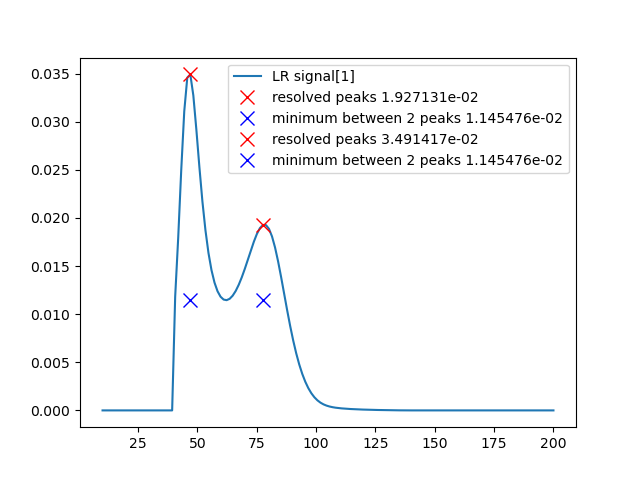 LR signal[1]
resolved peaks 1.927131e-02
minimum between 2 peaks 1.145476e-02
resolved peaks 3.491417e-02
minimum between 2 peaks 1.145476e-02
0.035
0.030
0.025
0.020
0.015
0.010
0.005
0.000
25 50 75 100 125 150 175 200